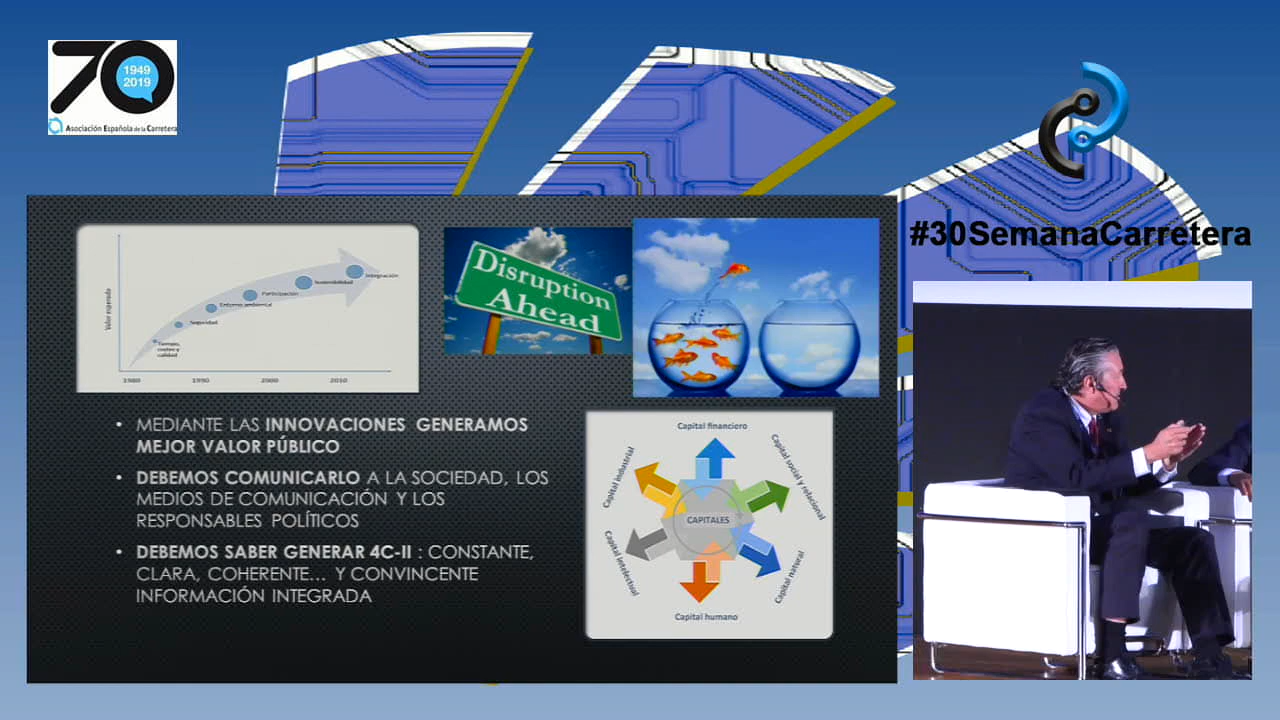 70
1949
2019
Asociación Española de la Carretera
#30SemanaCarretera
Valor esperado
Tiempo,
costes y
calidad
Seguridad
Entorno ambiental
Participación
Sostenibilidad
Integración
1980
1990
2000
2010
Disruption
Ahead
• MEDIANTE LAS INNOVACIONES GENERAMOS
MEJOR VALOR PÚBLICO
• DEBEMOS COMUNICARLO A LA SOCIEDAD, LOS
MEDIOS DE COMUNICACIÓN Y LOS
RESPONSABLES POLÍTICOS
• DEBEMOS SABER GENERAR 4C-II : CONSTANTE,
CLARA, COHERENTE... Y CONVINCENTE
INFORMACIÓN INTEGRADA
Capital financiero
Capital social y relacional
Capital industrial
CAPITALES
Capital intelectual
Capital natural
Capital humano